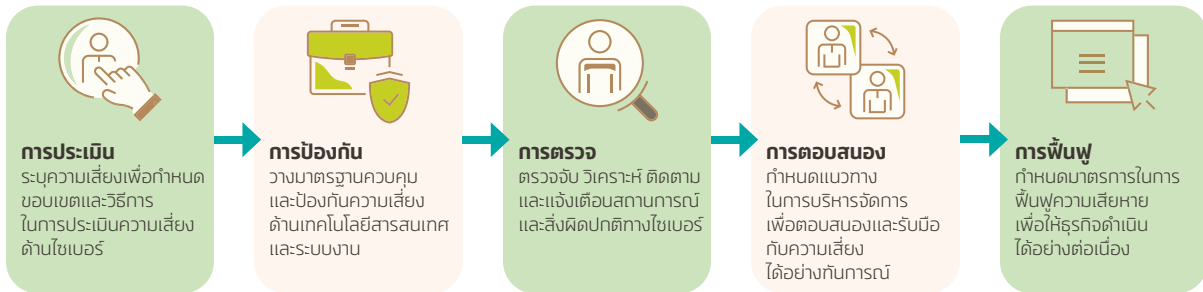 การประเมิน
ระบุความเสี่ยงเพื่อกำหนด
ขอบเขตและวิธีการ
ในการประเมินความเสี่ยง
ด้านไซเบอร์
การป้องกัน
วางมาตรฐานควบคุม
และป้องกันความเสี่ยง
ด้านเทคโนโลยีสารสนเทศ
และระบบงาน
การตรวจ
ตรวจจับ วิเคราะห์ ติดตาม
และแจ้งเตือนสถานการณ์
และสิ่งผิดปกติทางไซเบอร์
การตอบสนอง
กำหนดแนวทาง
ในการบริหารจัดการ
เพื่อตอบสนองและรับมือ
กับความเสี่ยง
ได้อย่างทันการณ์
การฟื้นฟู
กำหนดมาตรการในการ
ฟื้นฟูความเสียหาย
เพื่อให้ธุรกิจดำเนิน
ได้อย่างต่อเนื่อง